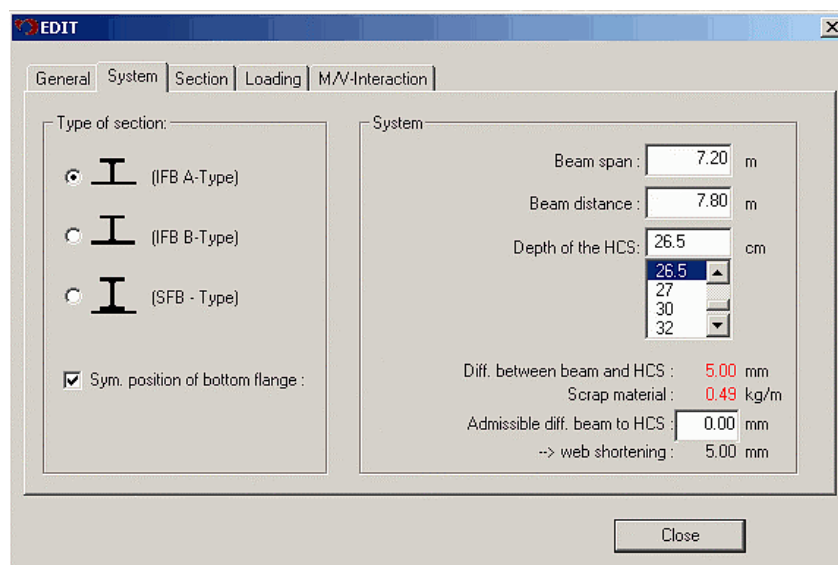 EDIT
General System Section Loading M/V-Interaction
Type of section:
(IFB A-Type)
(IFB B-Type)
(SFB - Type)
Sym. position of bottom flange :
System
Beam span : 7.20 m
Beam distance : 7.80 m
Depth of the HCS: 26.5 cm
26.5
27
30
32
Diff. between beam and HCS : 5.00 mm
Scrap material : 0.49 kg/m
Admissible diff. beam to HCS : 0.00 mm
--> web shortening : 5.00 mm
Close